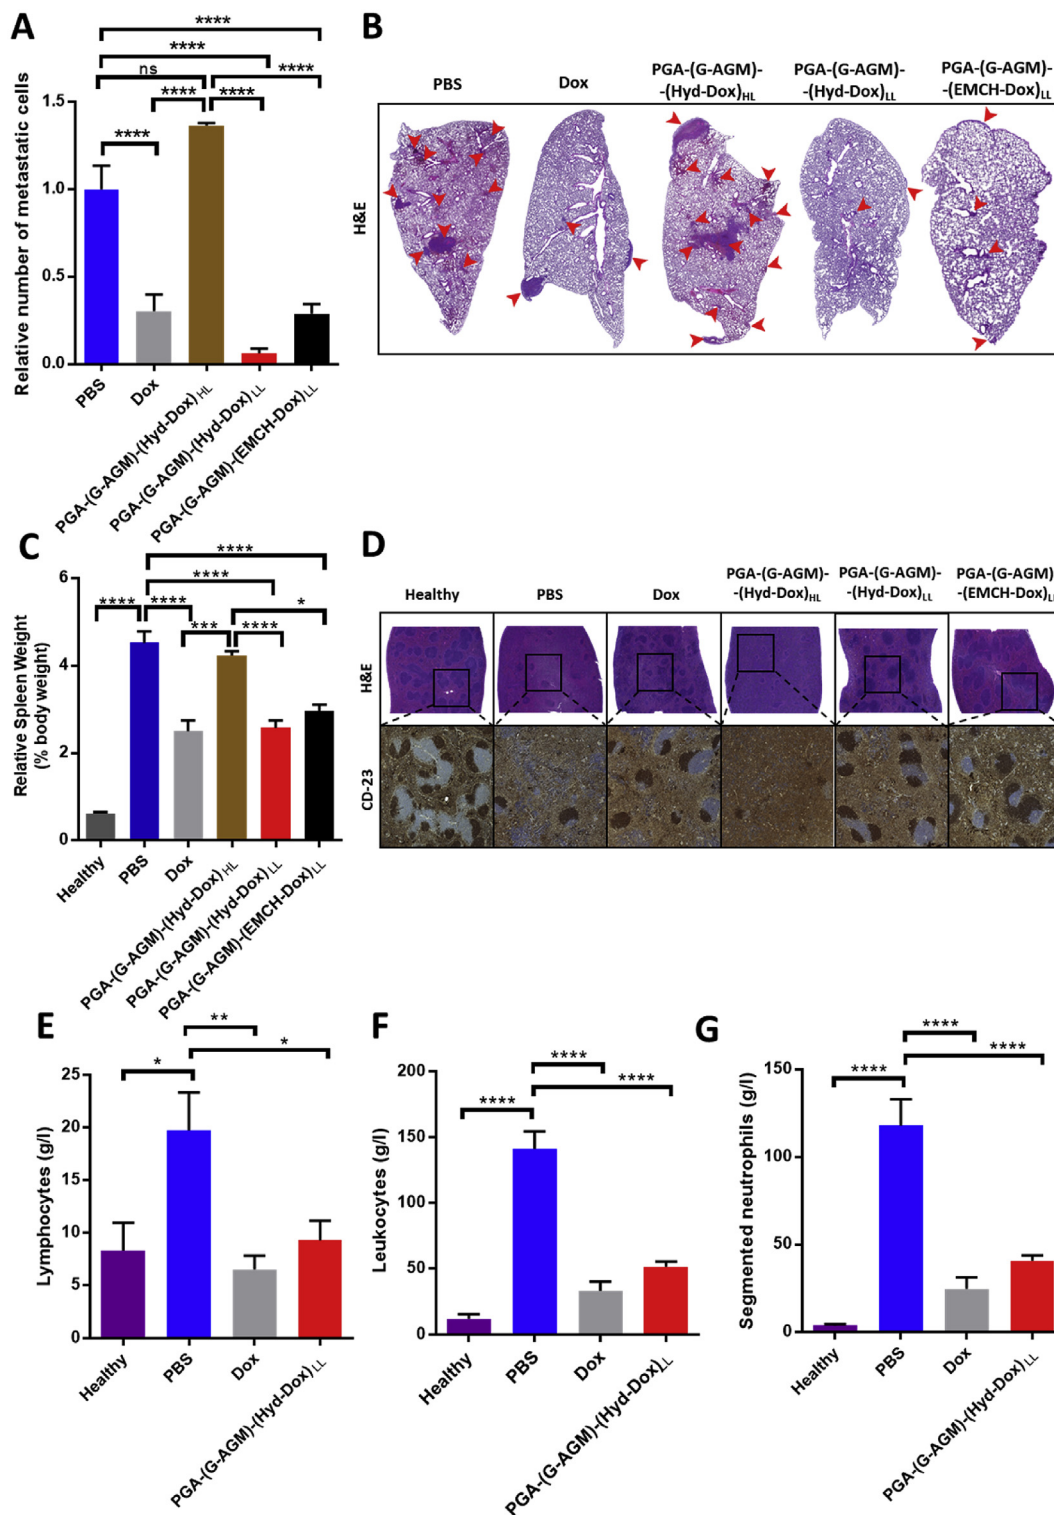 A
****
****
ns
****
****
****
****
Relative number of metastatic cells
1.5
1.0
0.5
0.0
PBS
Dox
PGA-(G-AGM)-(Hyd-Dox)HL
PGA-(G-AGM)-(Hyd-Dox)LL
PGA-(G-AGM)-(EMCH-Dox)LL
B
PBS
Dox
PGA-(G-AGM)-
-(Hyd-Dox)HL
PGA-(G-AGM)-
-(Hyd-Dox)LL
PGA-(G-AGM)-
-(EMCH-Dox)LL
H&E
C
****
****
*
****
****
***
****
Relative Spleen Weight
(% body weight)
6
4
2
0
Healthy
PBS
Dox
PGA-(G-AGM)-(Hyd-Dox)HL
PGA-(G-AGM)-(Hyd-Dox)LL
PGA-(G-AGM)-(EMCH-Dox)LL
D
Healthy
PBS
Dox
PGA-(G-AGM)-
-(Hyd-Dox)HL
PGA-(G-AGM)-
-(Hyd-Dox)LL
PGA-(G-AGM)-
-(EMCH-Dox)L
H&E
CD-23
E
**
*
*
Lymphocytes (g/l)
25
20
15
10
5
0
Healthy
PBS
Dox
PGA-(G-AGM)-(Hyd-Dox)LL
F
****
****
****
Leukocytes (g/l)
200
150
100
50
0
Healthy
PBS
Dox
PGA-(G-AGM)-(Hyd-Dox)LL
G
****
****
****
Segmented neutrophils (g/l)
150
100
50
0
Healthy
PBS
Dox
PGA-(G-AGM)-(Hyd-Dox)LL